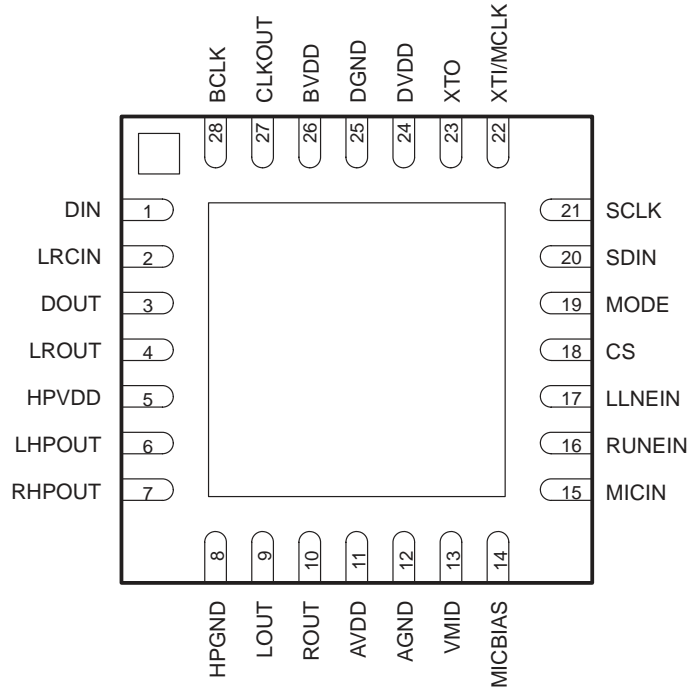 BCLK
CLKOUT
BVDD
DGND
DVDD
XTO
XTI/MCLK
28
27
26
25
24
23
22
DIN 1
LRCIN 2
DOUT 3
LROUT 4
HPVDD 5
LHPOUT 6
RHPOUT 7
21 SCLK
20 SDIN
19 MODE
18 CS
17 LLNEIN
16 RUNEIN
15 MICIN
8
9
10
11
12
13
14
HPGND
LOUT
ROUT
AVDD
AGND
VMID
MICBIAS